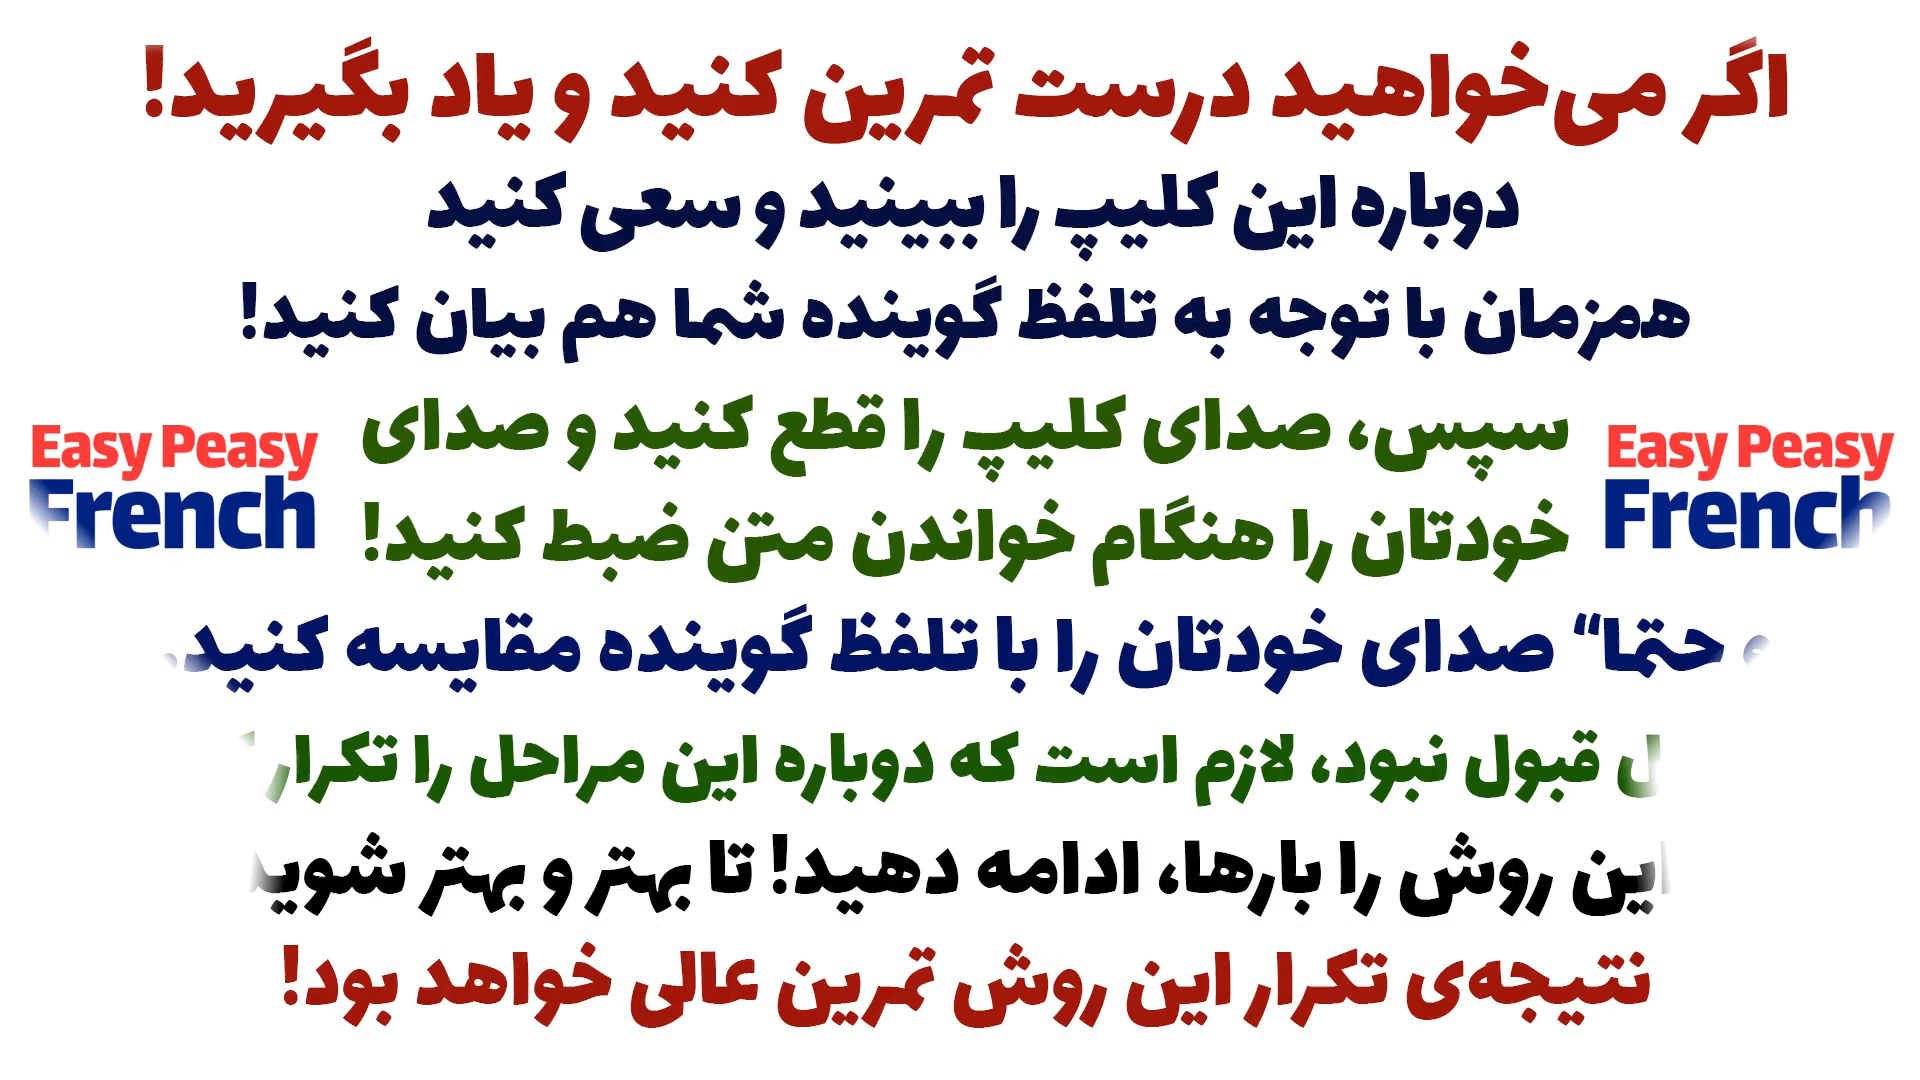 اگر می‌خواهید درست تمرین کنید و یاد بگیرید!
دوباره این کلیپ را ببینید و سعی کنید
همزمان با توجه به تلفظ گوینده شما هم بیان کنید!
سپس، صدای کلیپ را قطع کنید و صدای
Easy Peasy
French
خودتان را هنگام خواندن متن ضبط کنید!
Easy Peasy
French
و حتما“ صدای خودتان را با تلفظ گوینده مقایسه کنید.
قبول نبود، لازم است که دوباره این مراحل را تکرار
این روش را بارها، ادامه دهید! تا بهتر و بهتر شوید
نتیجه‌ی تکرار این روش تمرین عالی خواهد بود!